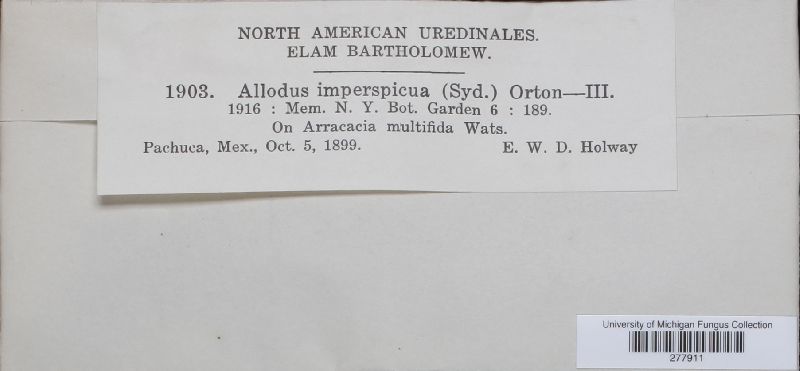 NORTH AMERICAN UREDINALES.
ELAM BARTHOLOMEW.
1903. Allodus imperspicua (Syd.) Orton—III.
1916 : Mem. N. Y. Bot. Garden 6 : 189.
On Arracacia multifida Wats.
Pachuca, Mex., Oct. 5, 1899. E. W. D. Holway
University of Michigan Fungus Collection
277911